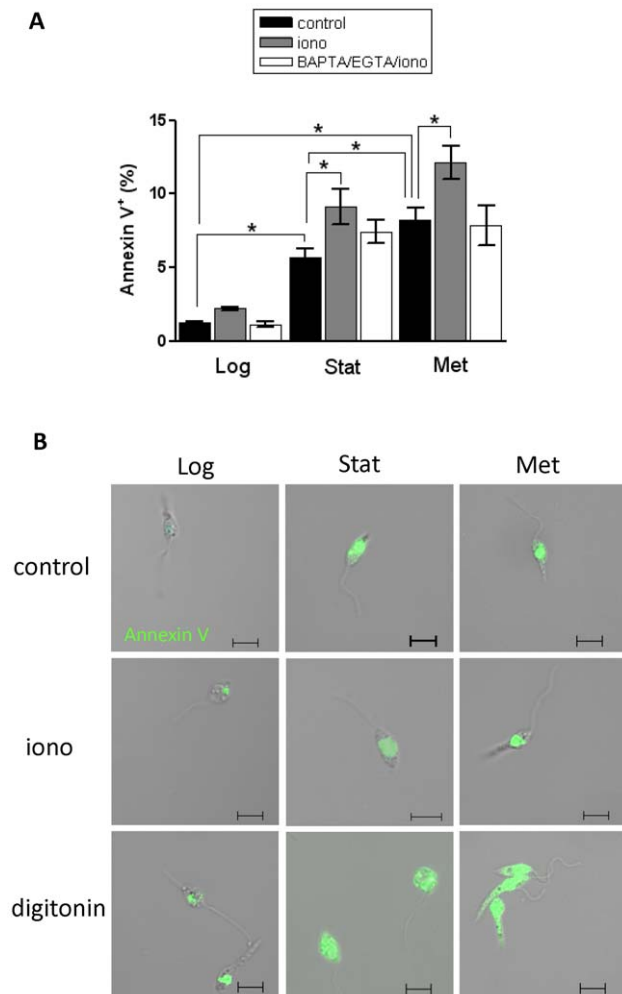 A
control
iono
BAPTA/EGTA/iono
Annexin V⁺ (%)
15
10
5
0
*
*
*
*
*
Log
Stat
Met
B
Log
Stat
Met
control
Annexin V
iono
digitonin